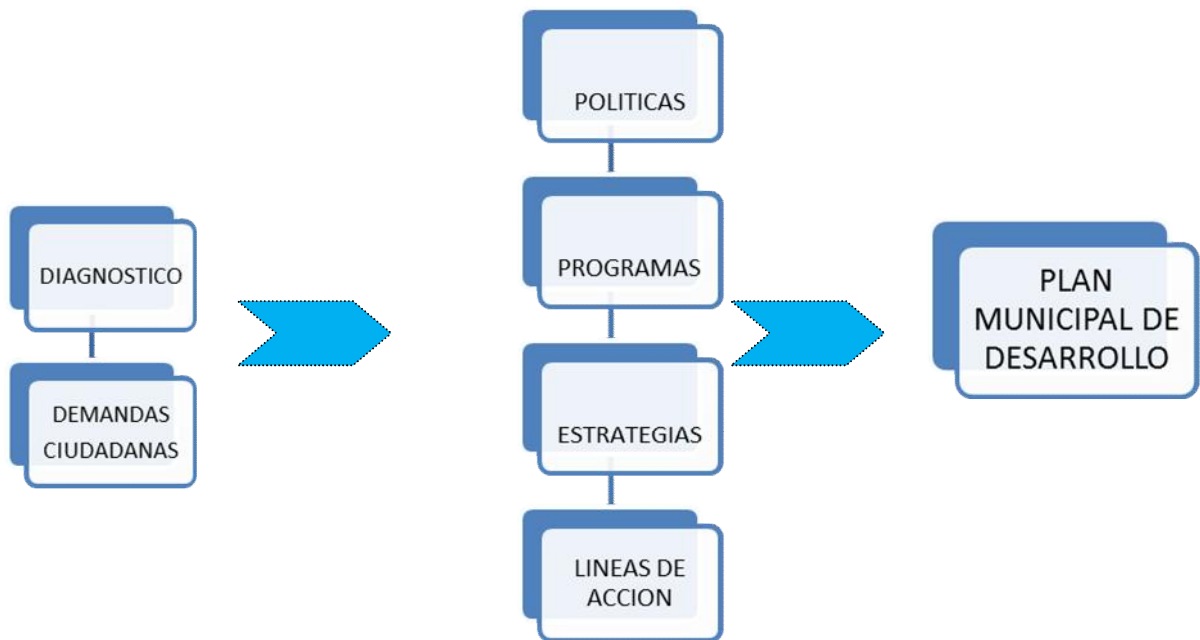 DIAGNOSTICO
DEMANDAS
CIUDADANAS
POLITICAS
PROGRAMAS
ESTRATEGIAS
LINEAS DE
ACCION
PLAN
MUNICIPAL DE
DESARROLLO